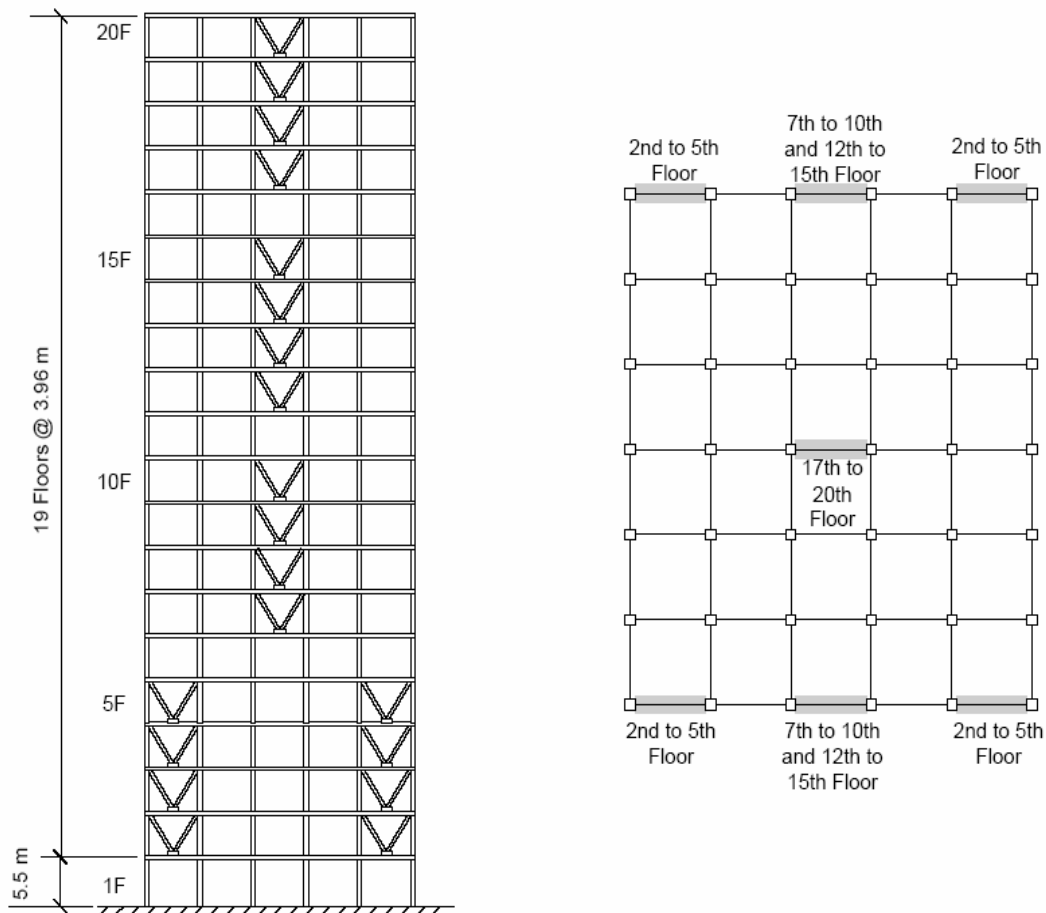 20F
15F
10F
5F
1F
19 Floors @ 3.96 m
5.5 m
2nd to 5th
Floor
7th to 10th
and 12th to
15th Floor
2nd to 5th
Floor
17th to
20th
Floor
2nd to 5th
Floor
7th to 10th
and 12th to
15th Floor
2nd to 5th
Floor